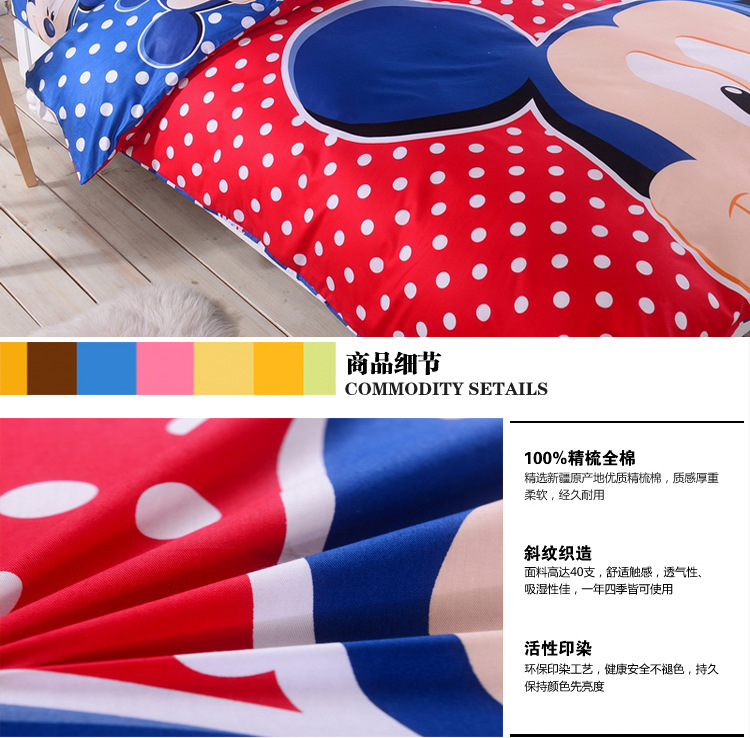 商品细节
COMMODITY SETAILS
100%精梳全棉
精选新疆原产地优质精梳棉，质感厚重
柔软，经久耐用
斜纹织造
面料高达40支，舒适触感，透气性、
吸湿性佳，一年四季皆可使用
活性印染
环保印染工艺，健康安全不褪色，持久
保持颜色先亮度